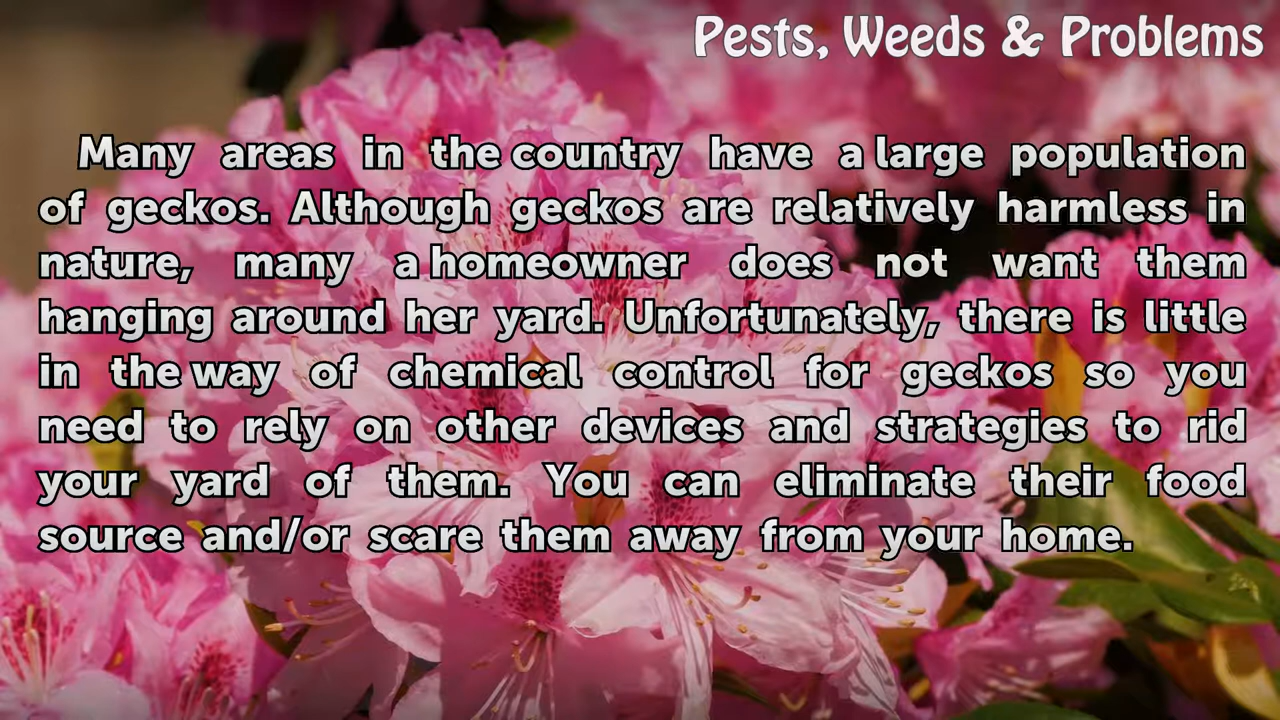 Pests, Weeds & Problems
Many areas in the country have a large population
of geckos. Although geckos are relatively harmless in
nature, many a homeowner does not want them
hanging around her yard. Unfortunately, there is little
in the way of chemical control for geckos so you
need to rely on other devices and strategies to rid
your yard of them. You can eliminate their food
source and/or scare them away from your home.